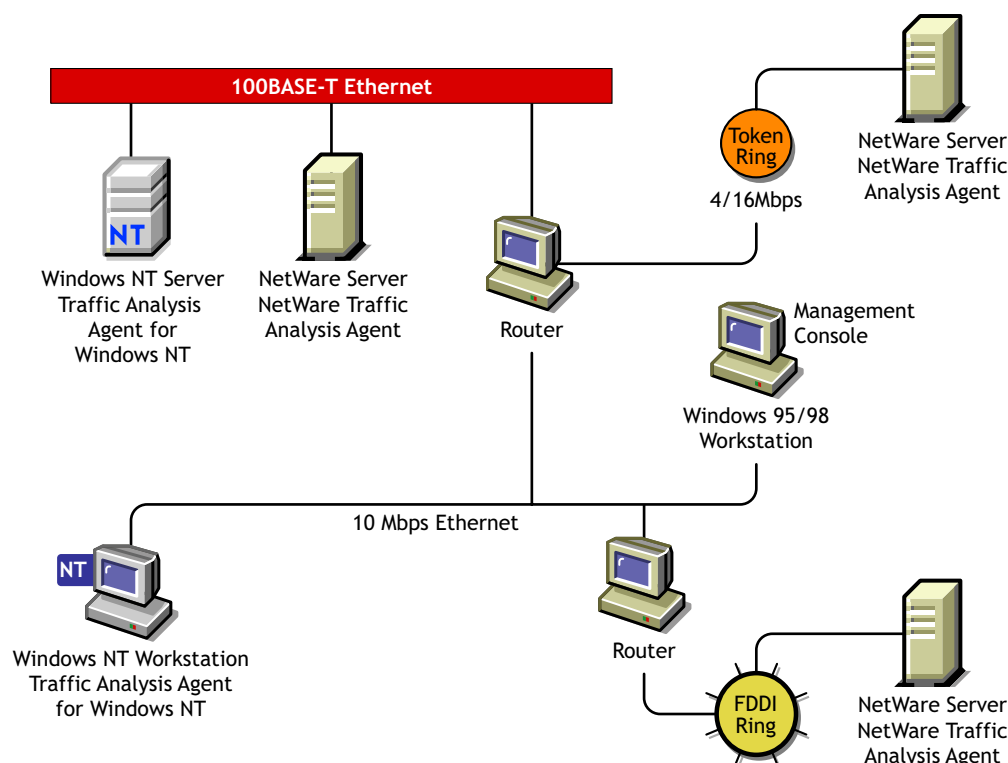 100BASE-T Ethernet
Token
Ring
4/16Mbps
NetWare Server
NetWare Traffic
Analysis Agent
NT
Windows NT Server
Traffic Analysis
Agent for
Windows NT
NetWare Server
NetWare Traffic
Analysis Agent
Router
Management
Console
Windows 95/98
Workstation
10 Mbps Ethernet
NT
Windows NT Workstation
Traffic Analysis Agent
for Windows NT
Router
FDDI
Ring
NetWare Server
NetWare Traffic
Analysis Agent